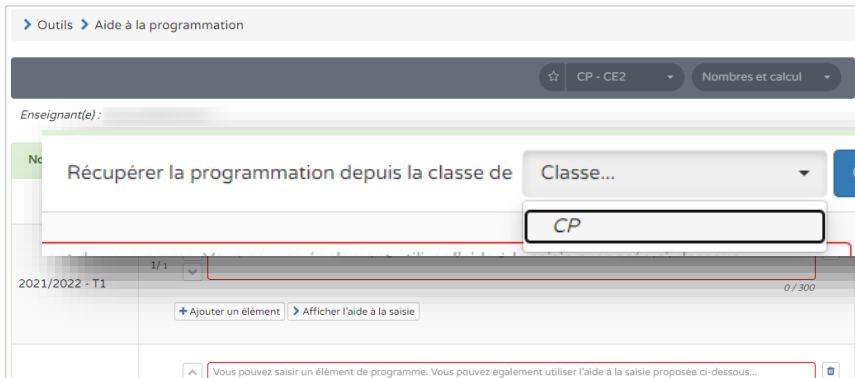 Outils Aide à la programmation
CP - CE2 Nombres et calcul
Enseignant(e) :
Récupérer la programmation depuis la classe de Classe...
CP
1/ 1
2021/2022 - T1
0 / 300
+ Ajouter un élément Afficher l'aide à la saisie
Vous pouvez saisir un élément de programme. Vous pouvez également utiliser l'aide à la saisie proposée ci-dessous...